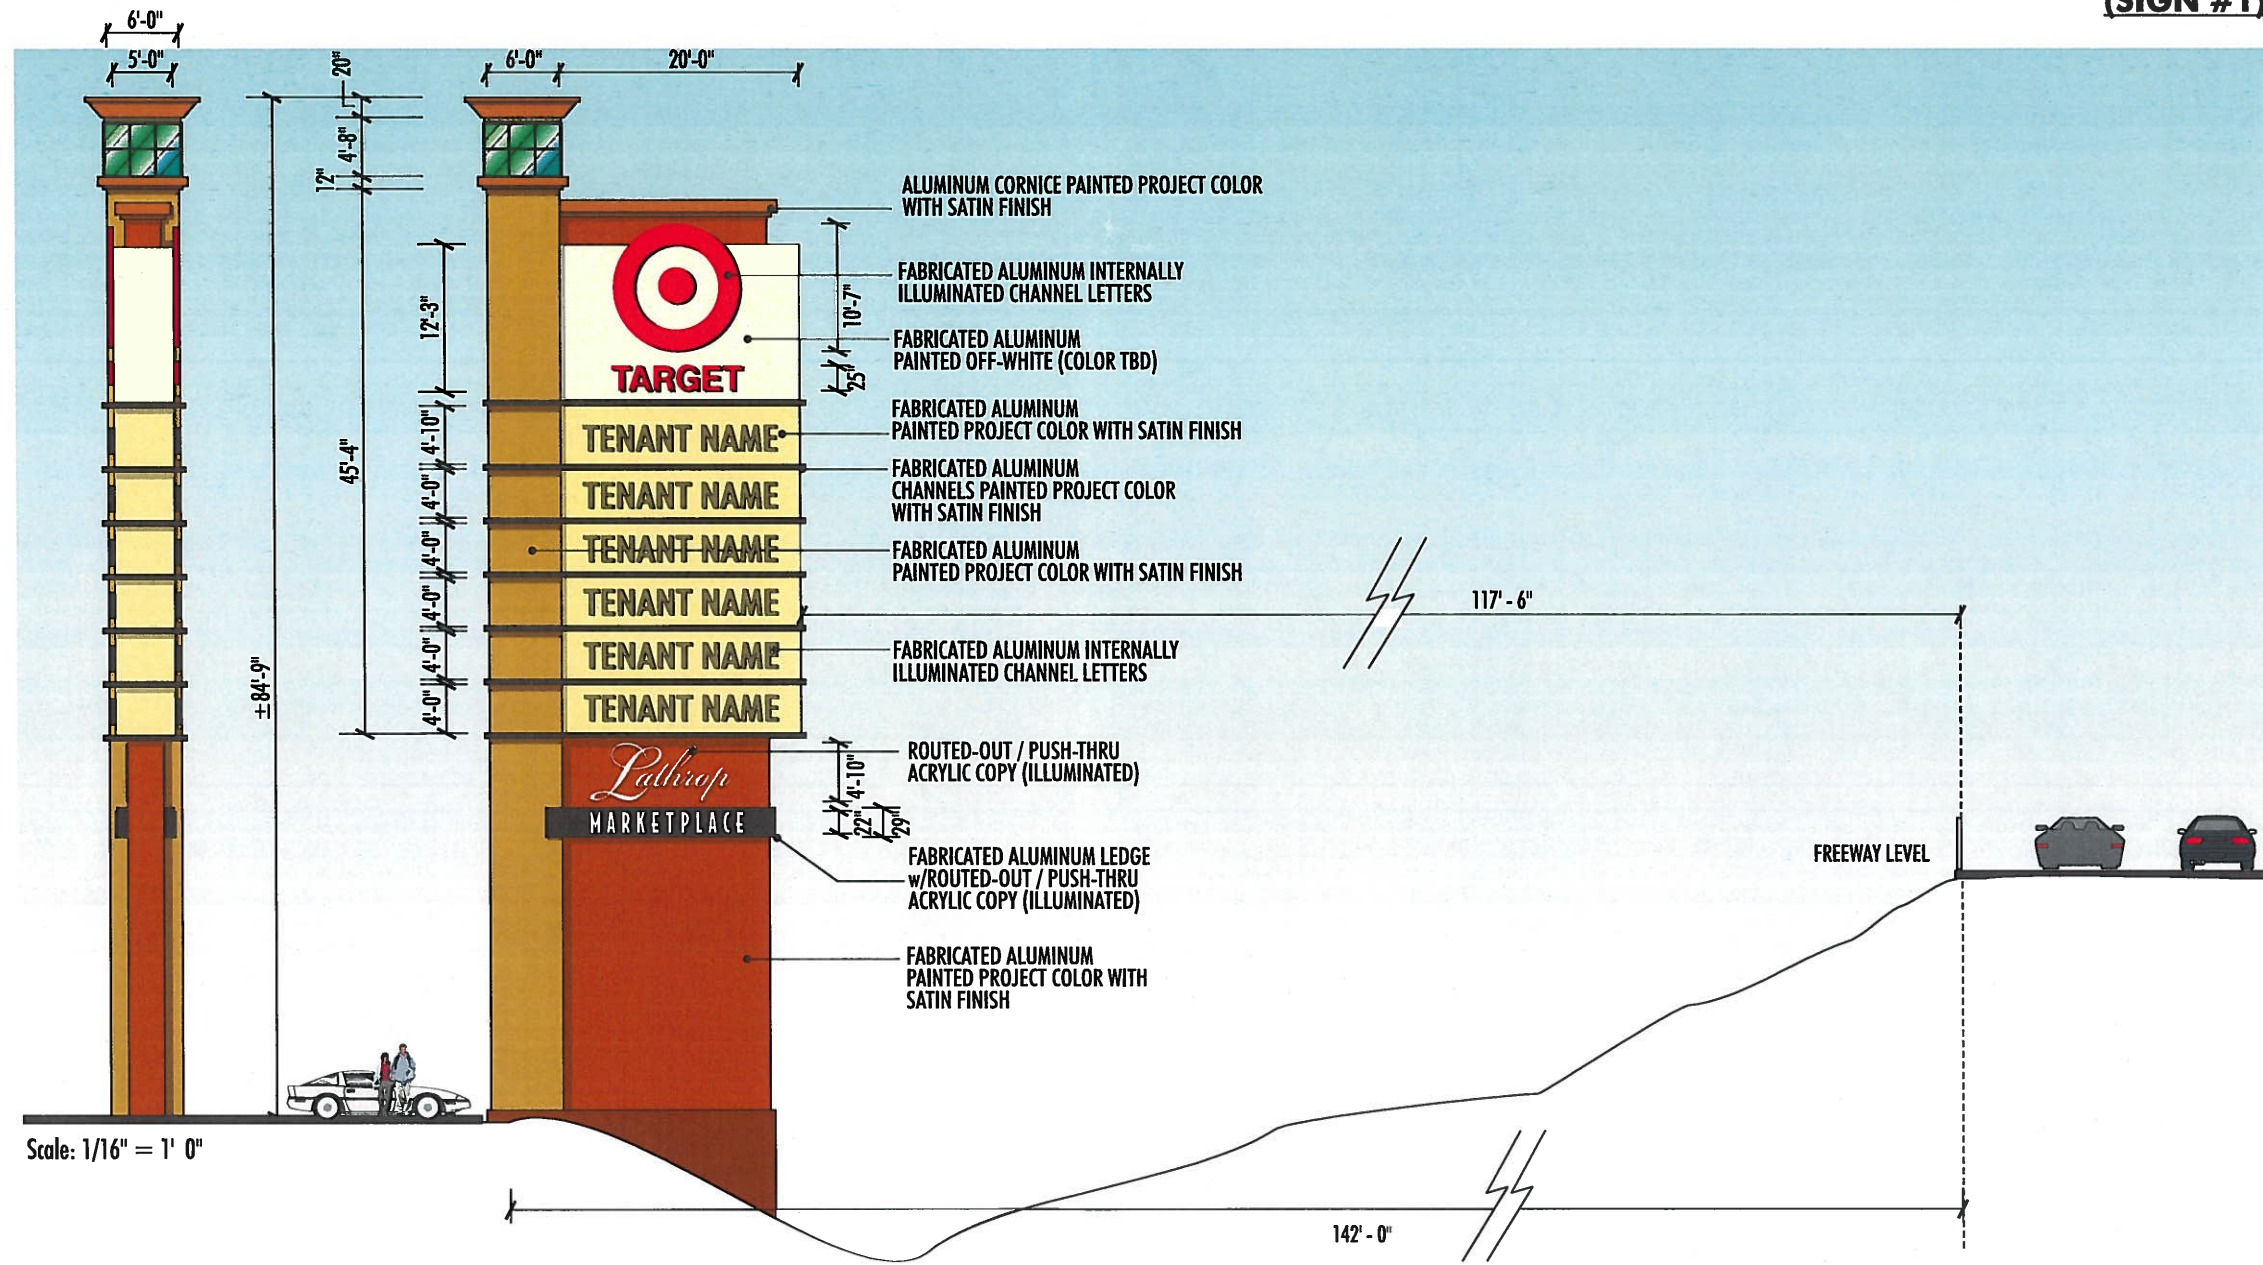 (SIGN #1)
6'-0"
5'-0"
20"
6'-0"
20'-0"
4'-8"
12"
ALUMINUM CORNICE PAINTED PROJECT COLOR
WITH SATIN FINISH
FABRICATED ALUMINUM INTERNALLY
ILLUMINATED CHANNEL LETTERS
12'-3"
10'-7"
FABRICATED ALUMINUM
PAINTED OFF-WHITE (COLOR TBD)
TARGET
25"
FABRICATED ALUMINUM
PAINTED PROJECT COLOR WITH SATIN FINISH
4'-10"
TENANT NAME
45'-4"
FABRICATED ALUMINUM
CHANNELS PAINTED PROJECT COLOR
WITH SATIN FINISH
4'-0"
TENANT NAME
4'-0"
TENANT NAME
FABRICATED ALUMINUM
PAINTED PROJECT COLOR WITH SATIN FINISH
4'-0"
TENANT NAME
117' - 6"
4'-0"
TENANT NAME
FABRICATED ALUMINUM INTERNALLY
ILLUMINATED CHANNEL LETTERS
±84'-9"
4'-0"
TENANT NAME
Lathrop
4'-10"
ROUTED-OUT / PUSH-THRU
ACRYLIC COPY (ILLUMINATED)
MARKETPLACE
22"
29"
FABRICATED ALUMINUM LEDGE
w/ROUTED-OUT / PUSH-THRU
ACRYLIC COPY (ILLUMINATED)
FREEWAY LEVEL
FABRICATED ALUMINUM
PAINTED PROJECT COLOR WITH
SATIN FINISH
Scale: 1/16" = 1' 0"
142' - 0"